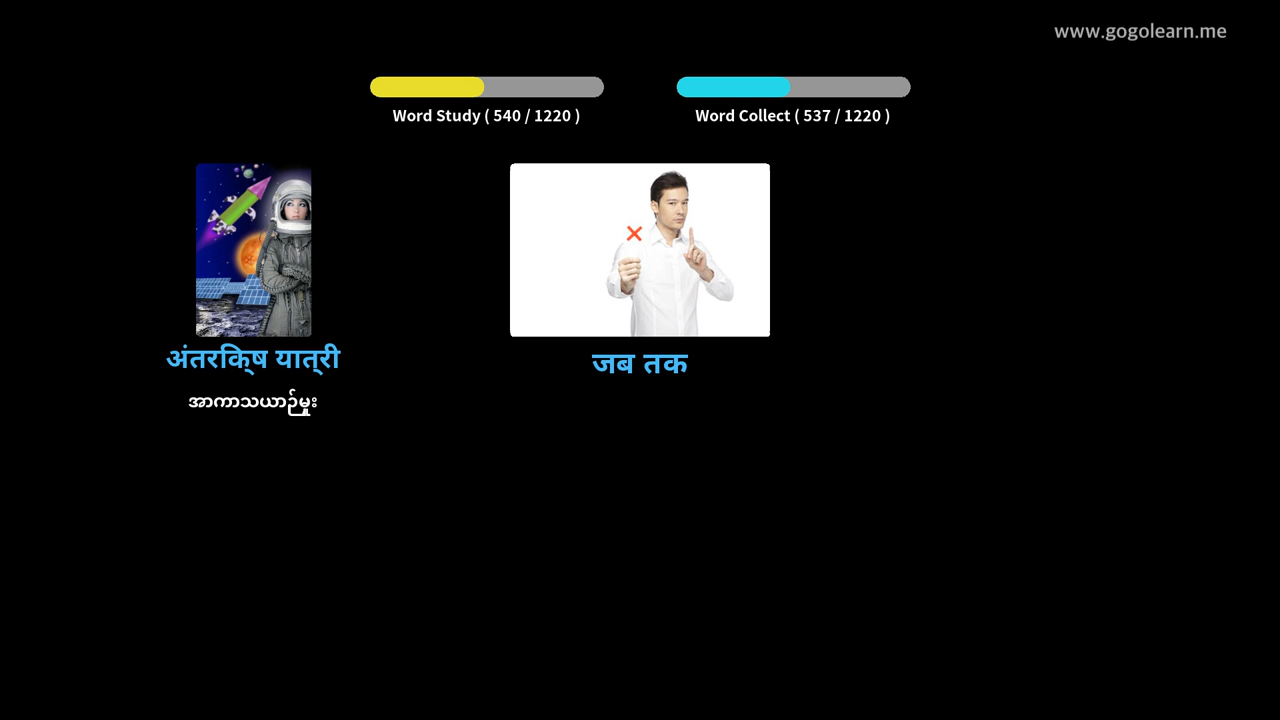 www.gogolearn.me
Word Study ( 540 / 1220 )
Word Collect ( 537 / 1220 )
अंतरिक्ष यात्री
အာကာသယာဉ်မှူး
जब तक